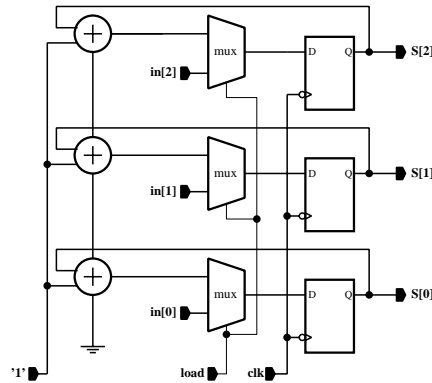 mux D Q S[2]
in[2]
mux D Q S[1]
in[1]
mux D Q S[0]
in[0]
'1' load clk